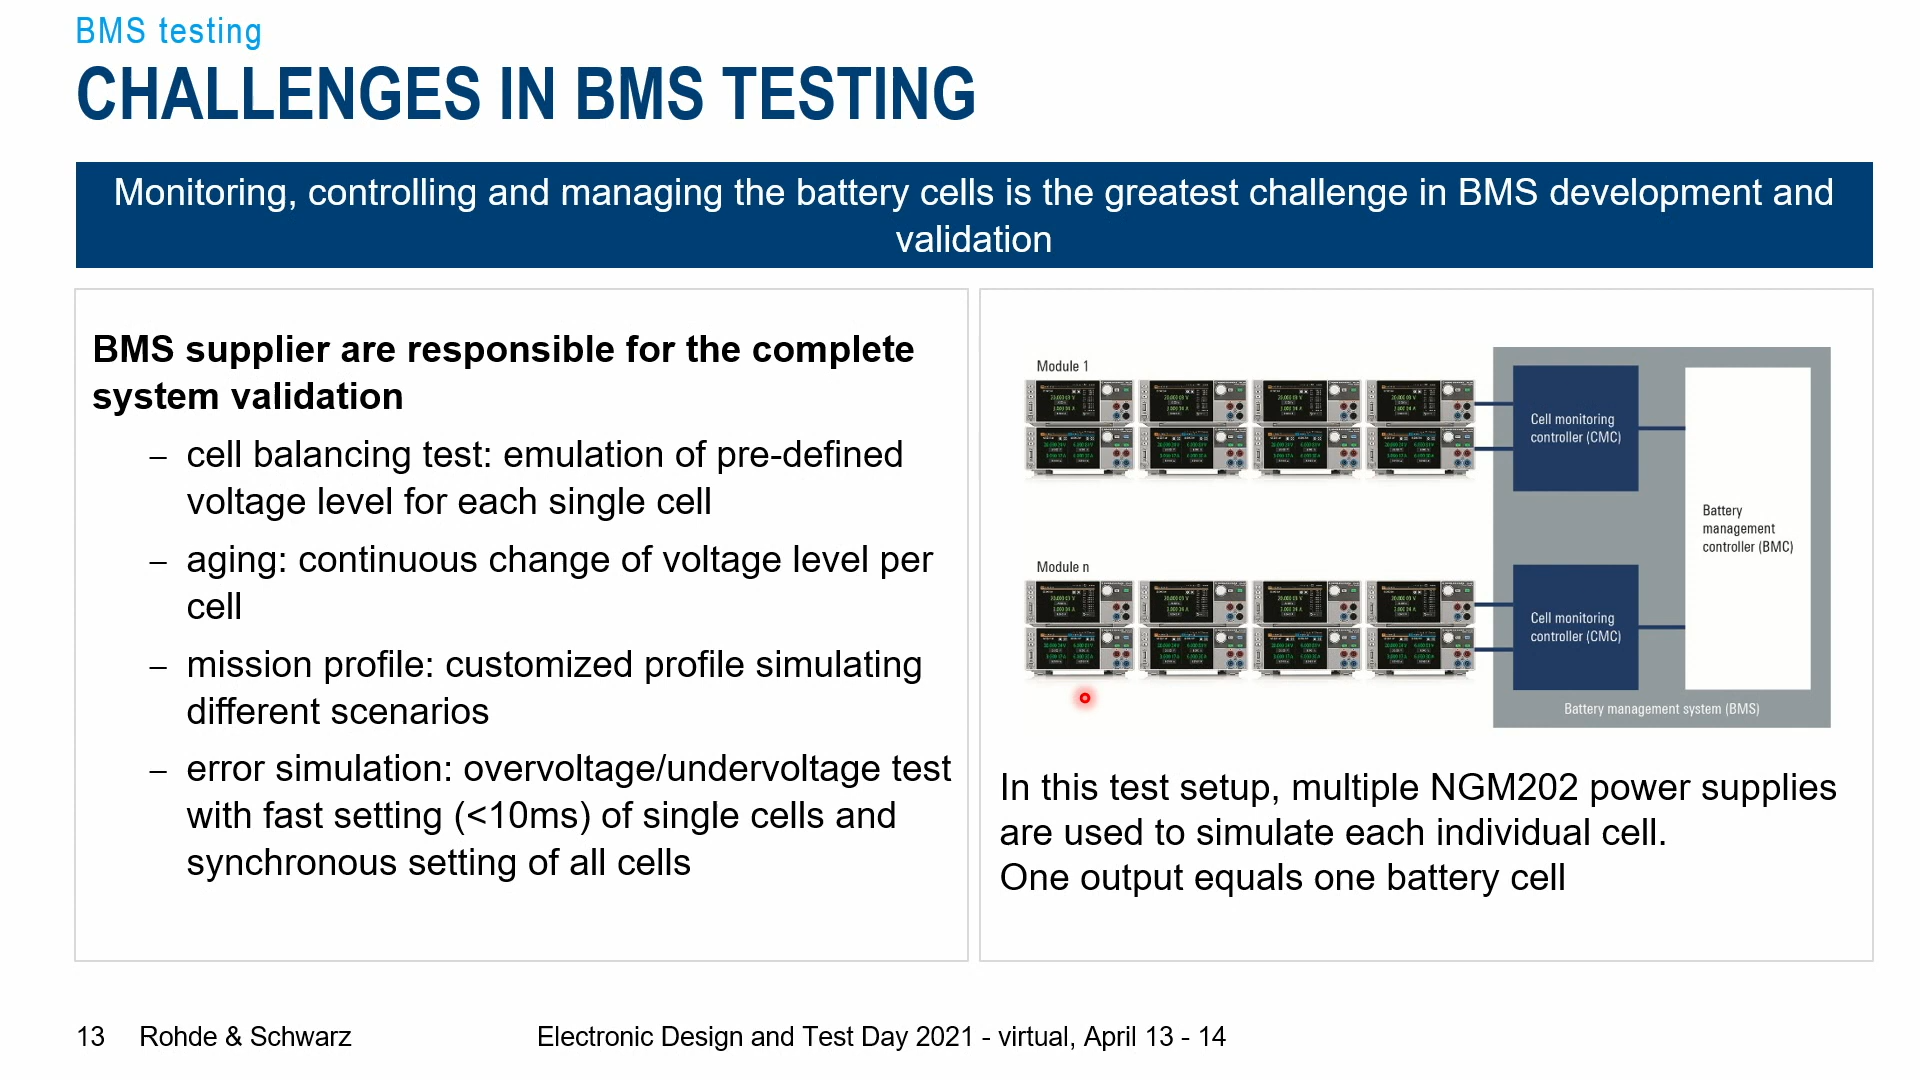 BMS testing
CHALLENGES IN BMS TESTING
Monitoring, controlling and managing the battery cells is the greatest challenge in BMS development and
validation
BMS supplier are responsible for the complete
system validation
– cell balancing test: emulation of pre-defined
voltage level for each single cell
– aging: continuous change of voltage level per
cell
– mission profile: customized profile simulating
different scenarios
– error simulation: overvoltage/undervoltage test
with fast setting (<10ms) of single cells and
synchronous setting of all cells
Module 1
Cell monitoring
controller (CMC)
Battery
management
controller (BMC)
Module n
Cell monitoring
controller (CMC)
Battery management system (BMS)
In this test setup, multiple NGM202 power supplies
are used to simulate each individual cell.
One output equals one battery cell
13 Rohde & Schwarz Electronic Design and Test Day 2021 - virtual, April 13 - 14